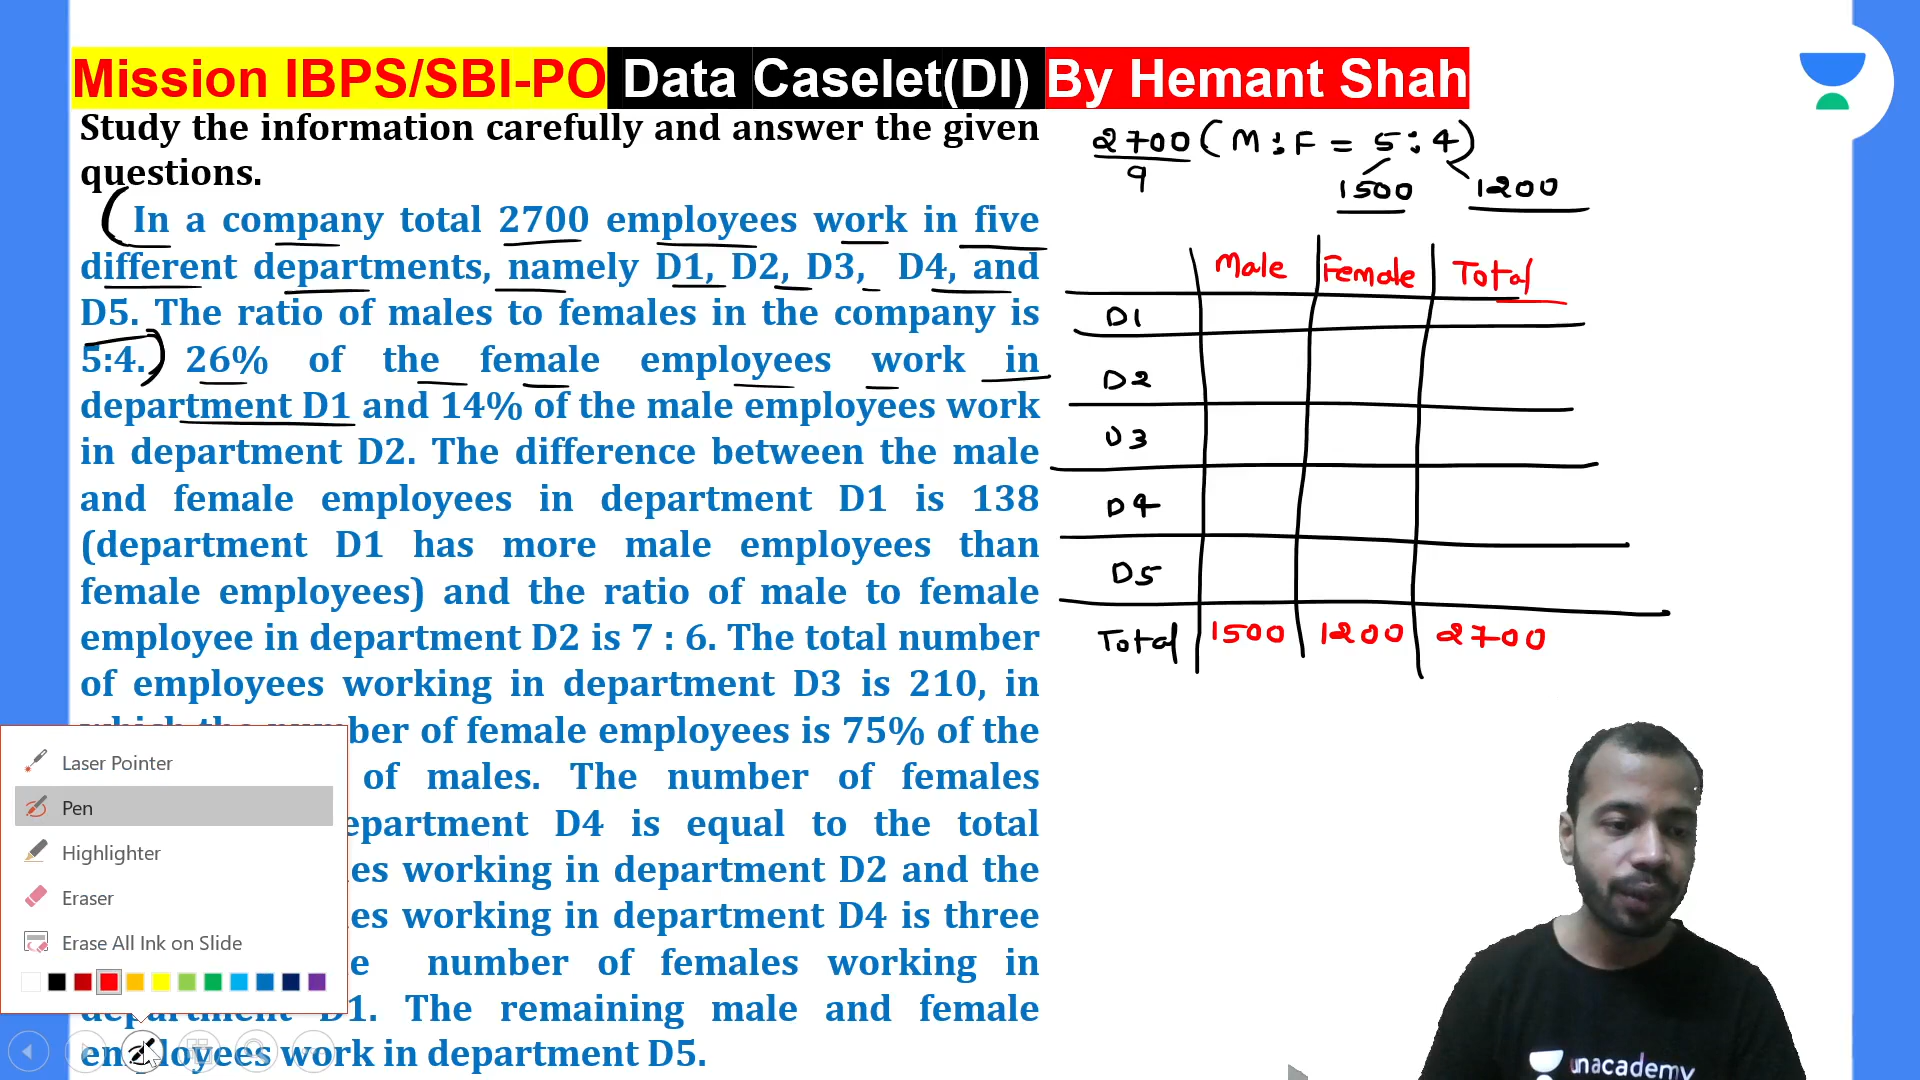 Mission IBPS/SBI-PO Data Caselet(DI) By Hemant Shah
Study the information carefully and answer the given
questions.
In a company total 2700 employees work in five
different departments, namely D1, D2, D3, D4, and
D5. The ratio of males to females in the company is
5:4. 26% of the female employees work in
department D1 and 14% of the male employees work
in department D2. The difference between the male
and female employees in department D1 is 138
(department D1 has more male employees than
female employees) and the ratio of male to female
employee in department D2 is 7 : 6. The total number
of employees working in department D3 is 210, in
which the number of female employees is 75% of the
of males. The number of females
department D4 is equal to the total
working in department D2 and the
working in department D4 is three
number of females working in
department D1. The remaining male and female
employees work in department D5.
2700 (M:F = 5:4)
9
1500 1200
Male Female Total
D1
D2
D3
D4
D5
Total 1500 1200 2700
Laser Pointer
Pen
Highlighter
Eraser
Erase All Ink on Slide
unacademy